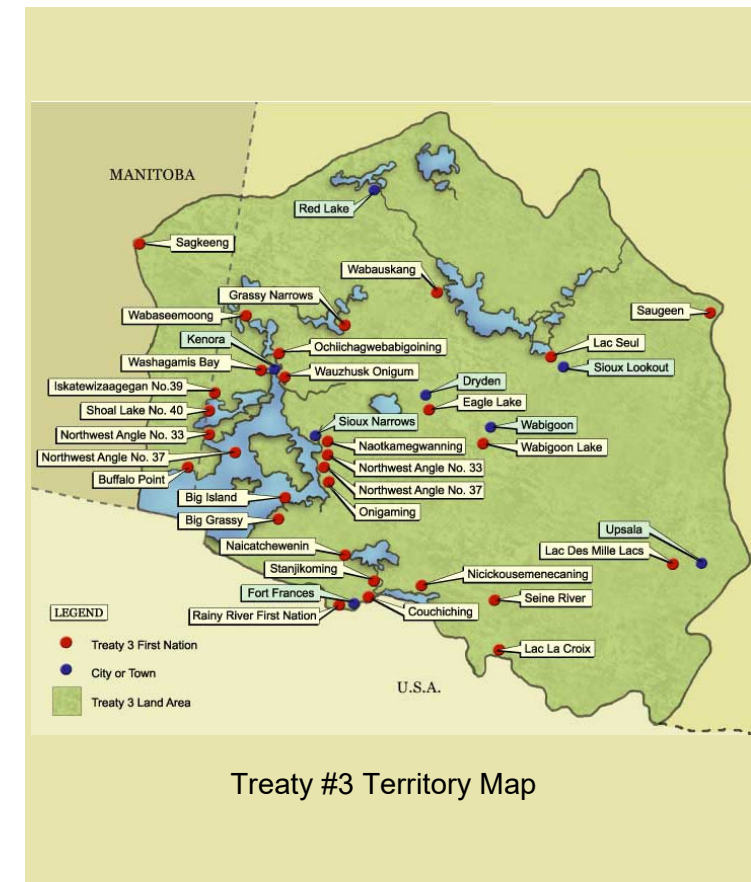 MANITOBA
Red Lake
Sagkeeng
Wabauskang
Grassy Narrows
Saugeen
Wabaseemoong
Kenora
Ochiichagwebabigoining
Lac Seul
Washagamis Bay
Wauzhusk Onigum
Sioux Lookout
Iskatewizaagegan No.39
Dryden
Eagle Lake
Shoal Lake No. 40
Sioux Narrows
Wabigoon
Northwest Angle No. 33
Naotkamegwanning
Wabigoon Lake
Northwest Angle No. 37
Northwest Angle No. 33
Buffalo Point
Northwest Angle No. 37
Big Island
Onigaming
Big Grassy
Upsala
Naicatchewenin
Lac Des Mille Lacs
Stanjikoming
Nicickousemenecaning
Fort Frances
Seine River
Rainy River First Nation
Couchiching
LEGEND
Treaty 3 First Nation
Lac La Croix
City or Town
U.S.A.
Treaty 3 Land Area
Treaty #3 Territory Map